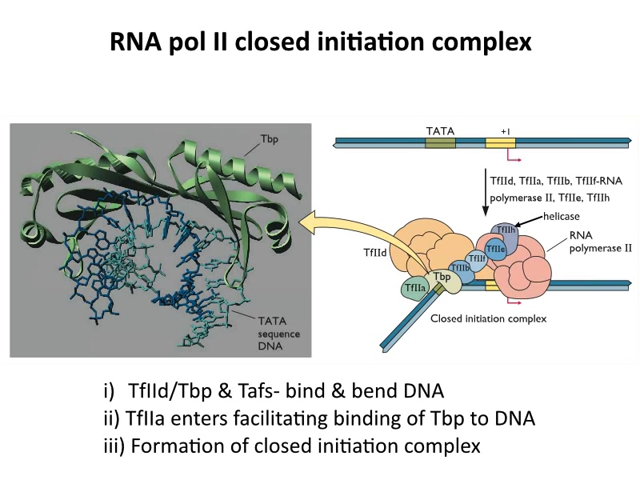 RNA pol II closed initiation complex
Tbp
TATA
sequence
DNA
TATA
+1
TfIId, TfIIa, TfIIb, TfIIf-RNA
polymerase II, TfIIe, TfIIh
helicase
TfIIh
RNA
polymerase II
TfIIe
TfIId
TfIIf
TfIIb
Tbp
TfIIa
Closed initiation complex
i) TfIId/Tbp & Tafs- bind & bend DNA
ii) TfIIa enters facilitating binding of Tbp to DNA
iii) Formation of closed initiation complex